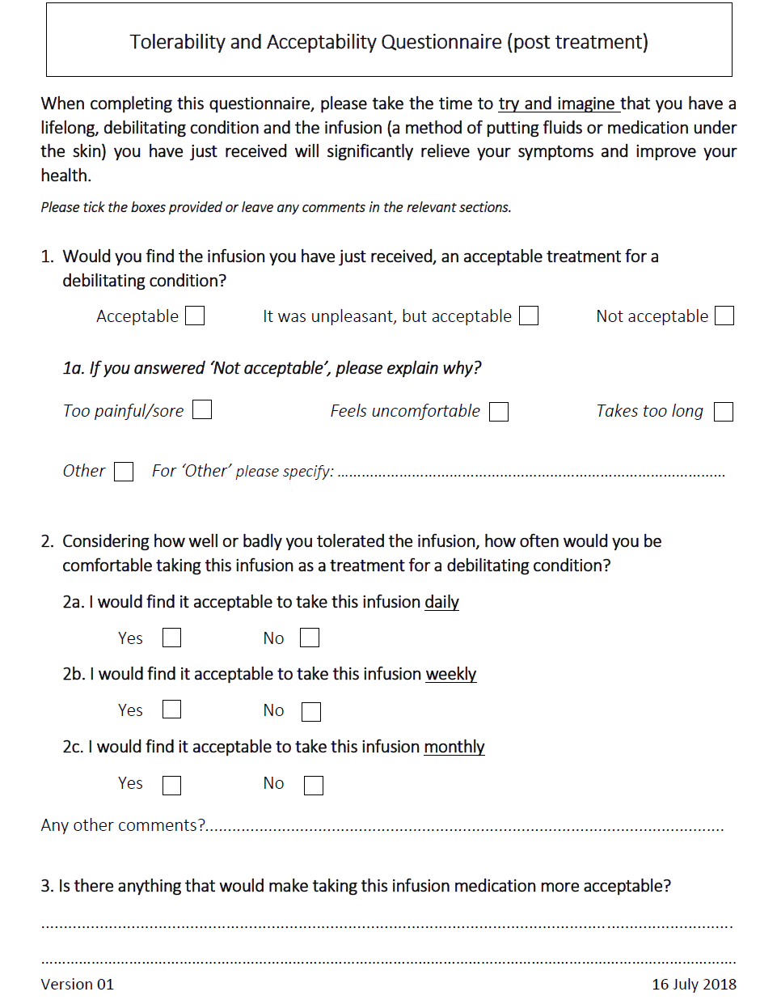 Tolerability and Acceptability Questionnaire (post treatment)
When completing this questionnaire, please take the time to try and imagine that you have a
lifelong, debilitating condition and the infusion (a method of putting fluids or medication under
the skin) you have just received will significantly relieve your symptoms and improve your
health.
Please tick the boxes provided or leave any comments in the relevant sections.
1. Would you find the infusion you have just received, an acceptable treatment for a
debilitating condition?
Acceptable It was unpleasant, but acceptable Not acceptable
1a. If you answered ‘Not acceptable’, please explain why?
Too painful/sore Feels uncomfortable Takes too long
Other For ‘Other’ please specify: ................................................................................................
2. Considering how well or badly you tolerated the infusion, how often would you be
comfortable taking this infusion as a treatment for a debilitating condition?
2a. I would find it acceptable to take this infusion daily
Yes No
2b. I would find it acceptable to take this infusion weekly
Yes No
2c. I would find it acceptable to take this infusion monthly
Yes No
Any other comments?...................................................................................................................
3. Is there anything that would make taking this infusion medication more acceptable?
..........................................................................................................................................................
..........................................................................................................................................................
Version 01 16 July 2018